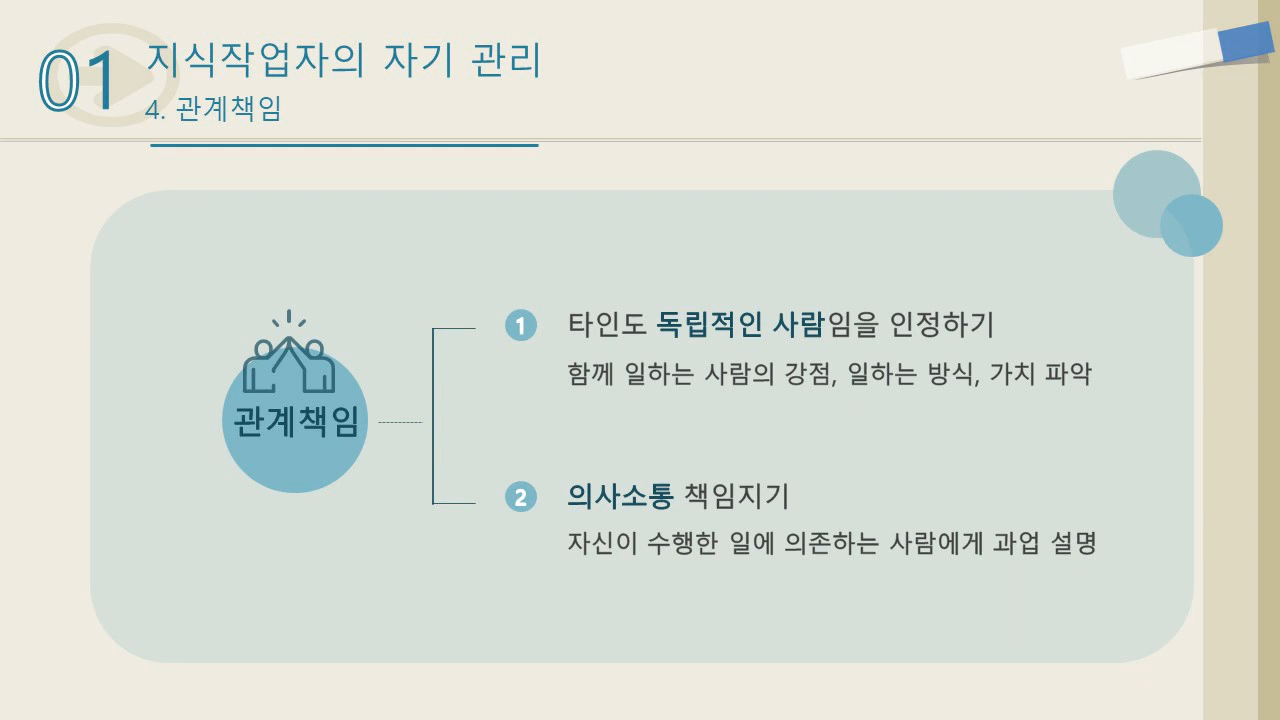 01
지식작업자의 자기 관리
4. 관계책임
관계책임
1 타인도 독립적인 사람임을 인정하기
함께 일하는 사람의 강점, 일하는 방식, 가치 파악
2 의사소통 책임지기
자신이 수행한 일에 의존하는 사람에게 과업 설명